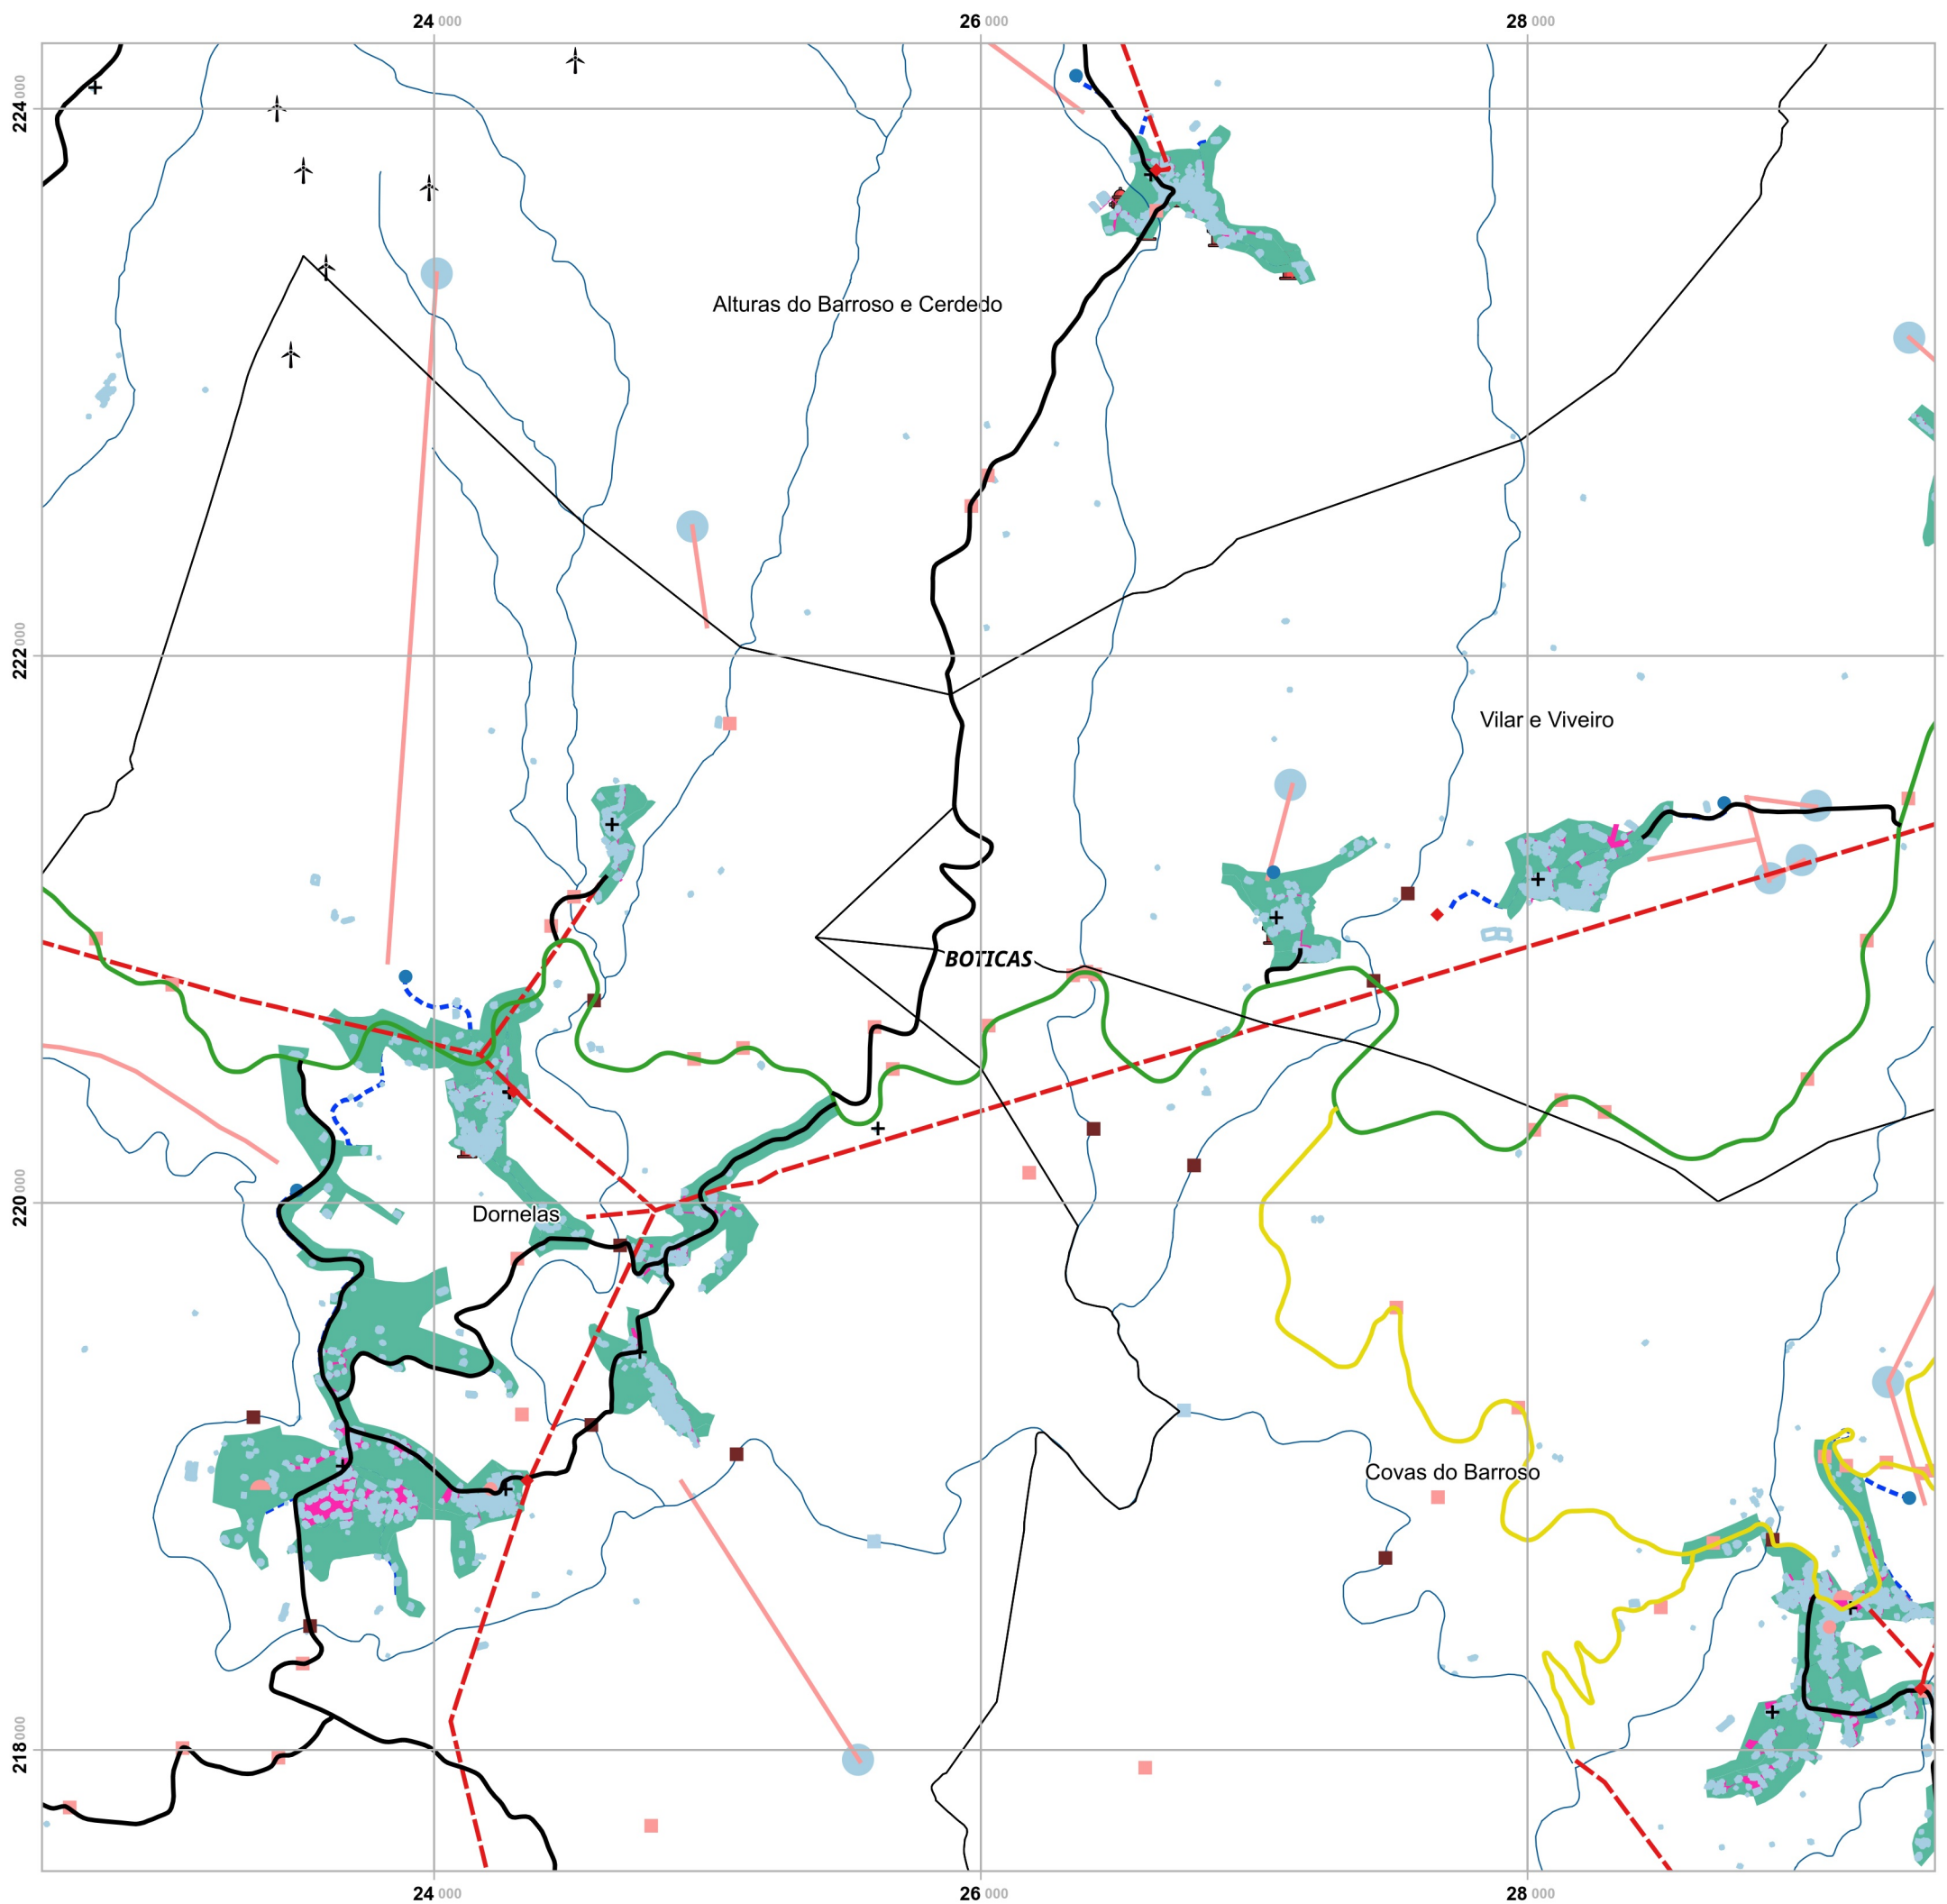 24 000 26 000 28 000
224 000
Alturas do Barroso e Cerdedo
222 000
Vilar e Viveiro
BOTICAS
220 000
Dornelas
Covas do Barroso
218 000
24 000 26 000 28 000